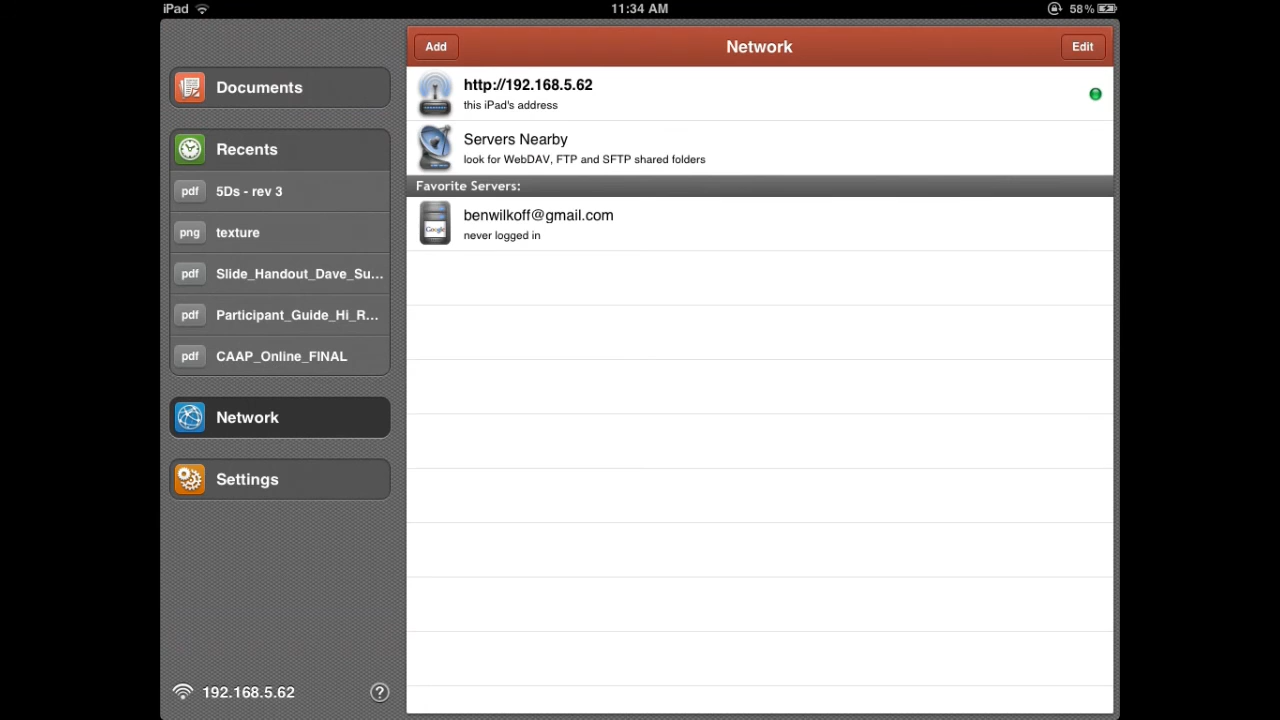 iPad
11:34 AM
58%
Documents
Recents
pdf 5Ds - rev 3
png texture
pdf Slide_Handout_Dave_Su...
pdf Participant_Guide_Hi_R...
pdf CAAP_Online_FINAL
Network
Settings
192.168.5.62 ?
Add
Network
Edit
http://192.168.5.62
this iPad's address
Servers Nearby
look for WebDAV, FTP and SFTP shared folders
Favorite Servers:
Google
benwilkoff@gmail.com
never logged in